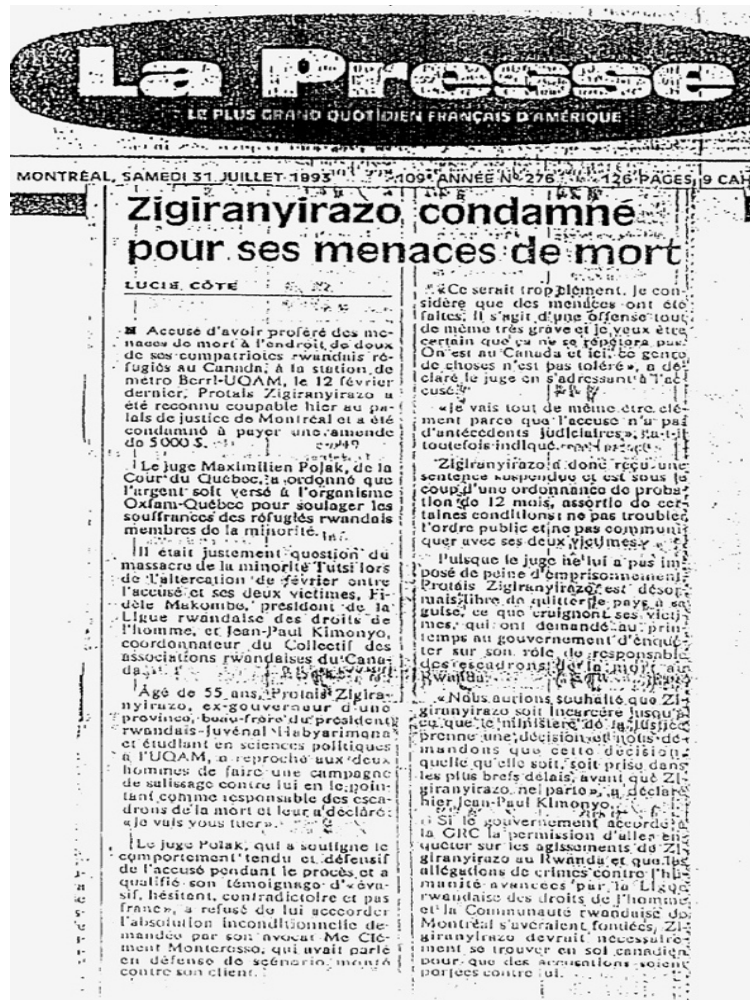 La Presse
LE PLUS GRAND QUOTIDIEN FRANÇAIS D'AMÉRIQUE
MONTRÉAL, SAMEDI 31 JUILLET 1993 109e ANNÉE No 276 126 PAGES, 9 CAH
Zigiranyirazo condamné
pour ses menaces de mort
LUCIE CÔTÉ
■ Accusé d'avoir proféré des me-
naces de mort à l'endroit de deux
de ses compatriotes rwandais ré-
fugiés au Canada, à la station de
métro Berri-UQAM, le 12 février
dernier, Protais Zigiranyirazo a
été reconnu coupable hier au pa-
lais de justice de Montréal et a été
condamné à payer une amende
de 5 000 $.
Le juge Maximilien Polak, de la
Cour du Québec, a ordonné que
l'argent soit versé à l'organisme
Oxfam-Québec pour soulager les
souffrances des réfugiés rwandais
membres de la minorité.
Il était justement question du
massacre de la minorité Tutsi lors
de l'altercation de février entre
l'accusé et ses deux victimes, Fi-
dèle Makombe, président de la
Ligue rwandaise des droits de
l'homme, et Jean-Paul Kimonyo,
coordonnateur du Collectif des
associations rwandaises du Cana-
da.
Âgé de 55 ans, Protais Zigira-
nyirazo, ex-gouverneur d'une
province, beau-frère du président
rwandais Juvénal Habyarimana
et étudiant en sciences politiques
à l'UQAM, a reproché aux deux
hommes de faire une campagne
de salissage contre lui en le poin-
tant comme responsable des esca-
drons de la mort et leur a déclaré:
«je vais vous tuer».
Le juge Polak, qui a souligné le
comportement tendu et défensif
de l'accusé pendant le procès et a
qualifié son témoignage d'«éva-
sif, hésitant, contradictoire et pas
franc», a refusé de lui acccorder
l'absolution inconditionnelle de-
mandée par son avocat Me Clé-
ment Monterosso, qui avait parlé
en défense de scénario monté
contre son client.
«Ce serait trop clément. Je con-
sidère que des menaces ont été
faites. Il s'agit d'une offense tout
de même très grave et je veux être
certain que ça ne se répétera pas.
On est au Canada et ici, ce genre
de choses n'est pas toléré», a dé-
claré le juge en s'adressant à l'ac-
cusé.
«Je vais tout de même être clé-
ment parce que l'accusé n'a pas
d'antécédents judiciaires», a-t-il
toutefois indiqué.
Zigiranyirazo a donc reçu une
sentence suspendue et est sous le
coup d'une ordonnance de proba-
tion de 12 mois, assortie de cer-
taines conditions: ne pas troubler
l'ordre public et ne pas communi-
quer avec ses deux victimes.
Puisque le juge ne lui a pas im-
posé de peine d'emprisonnement,
Protais Zigiranyirazo est désor-
mais libre de quitter le pays à sa
guise, ce que craignent ses victi-
mes, qui ont demandé au prin-
temps au gouvernement d'enquê-
ter sur son rôle de responsable
des escadrons de la mort au
Rwanda.
«Nous aurions souhaité que Zi-
giranyirazo soit incarcéré jusqu'à
ce que le ministère de la Justice
prenne une décision et nous de-
mandons que cette décision,
quelle qu'elle soit, soit prise dans
les plus brefs délais, avant que Zi-
giranyirazo ne parte», a déclaré
hier Jean-Paul Kimonyo.
Si le gouvernement accorde à
la GRC la permission d'aller en-
quêter sur les agissements de Zi-
giranyirazo au Rwanda et que les
allégations de crimes contre l'hu-
manité avancées par la Ligue
rwandaise des droits de l'homme
et la Communauté rwandaise de
Montréal s'avéraient fondées, Zi-
giranyirazo devrait nécessaire-
ment se trouver en sol canadien
pour que des accusations soient
portées contre lui.